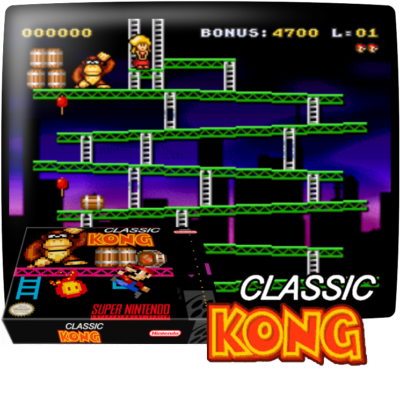 000000 BONUS:4700 L=01
CLASSIC
KONG
SUPER NINTENDO
Nintendo
CLASSIC
KONG
CLASSIC
KONG